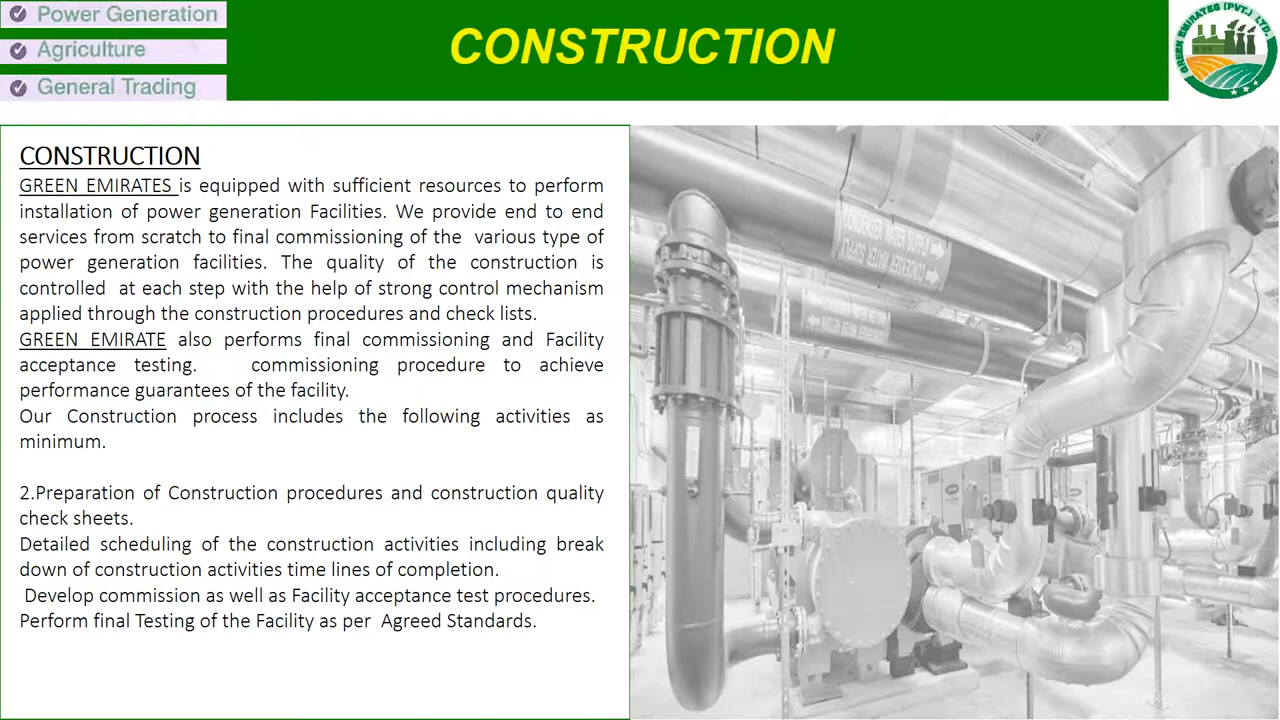 Power Generation
Agriculture
General Trading
CONSTRUCTION
GREEN EMIRATES (PVT.) LTD.
CONSTRUCTION
GREEN EMIRATES is equipped with sufficient resources to perform
installation of power generation Facilities. We provide end to end
services from scratch to final commissioning of the various type of
power generation facilities. The quality of the construction is
controlled at each step with the help of strong control mechanism
applied through the construction procedures and check lists.
GREEN EMIRATE also performs final commissioning and Facility
acceptance testing. commissioning procedure to achieve
performance guarantees of the facility.
Our Construction process includes the following activities as
minimum.
2.Preparation of Construction procedures and construction quality
check sheets.
Detailed scheduling of the construction activities including break
down of construction activities time lines of completion.
Develop commission as well as Facility acceptance test procedures.
Perform final Testing of the Facility as per Agreed Standards.
CONDENSER WATER SUPPLY
CONDENSER WATER SUPPLY